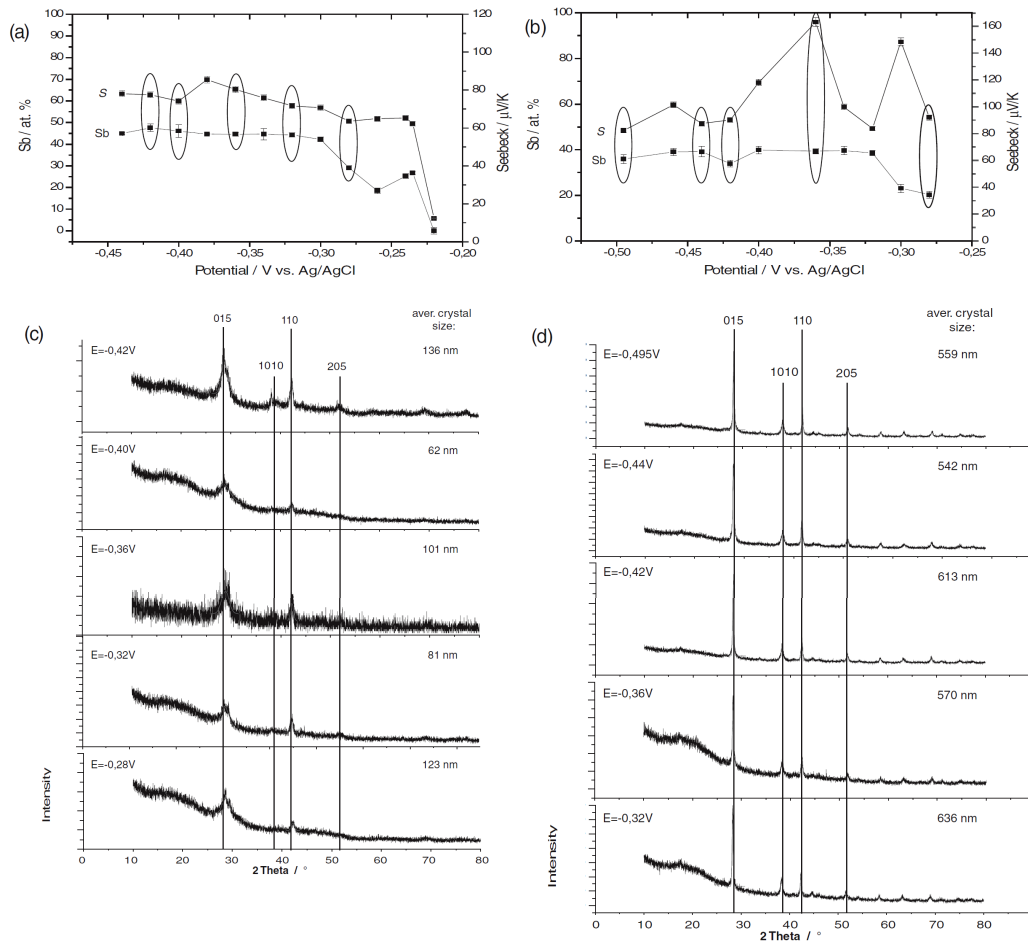 (a)
100
90
80
70
60
50
40
30
20
10
0
Sb / at. %
S
Sb
120
100
80
60
40
20
0
Seebeck / µV/K
-0,45 -0,40 -0,35 -0,30 -0,25 -0,20
Potential / V vs. Ag/AgCl
(b)
100
80
60
40
20
0
Sb / at. %
S
Sb
160
140
120
100
80
60
40
20
0
Seebeck / µV/K
-0,50 -0,45 -0,40 -0,35 -0,30
Potential / V vs. Ag/AgCl
(c)
015 110 aver. crystal
size:
E=-0,42V 1010 205 136 nm
E=-0,40V 62 nm
E=-0,36V 101 nm
E=-0,32V 81 nm
E=-0,28V 123 nm
Intensity
0 10 20 30 40 50 60 70 80
2 Theta / °
(d)
015 110 aver. crystal
size:
E=-0,495V 1010 205 559 nm
E=-0,44V 542 nm
E=-0,42V 613 nm
E=-0,36V 570 nm
E=-0,32V 636 nm
Intensity
0 10 20 30 40 50 60 70 80
2 Theta / °